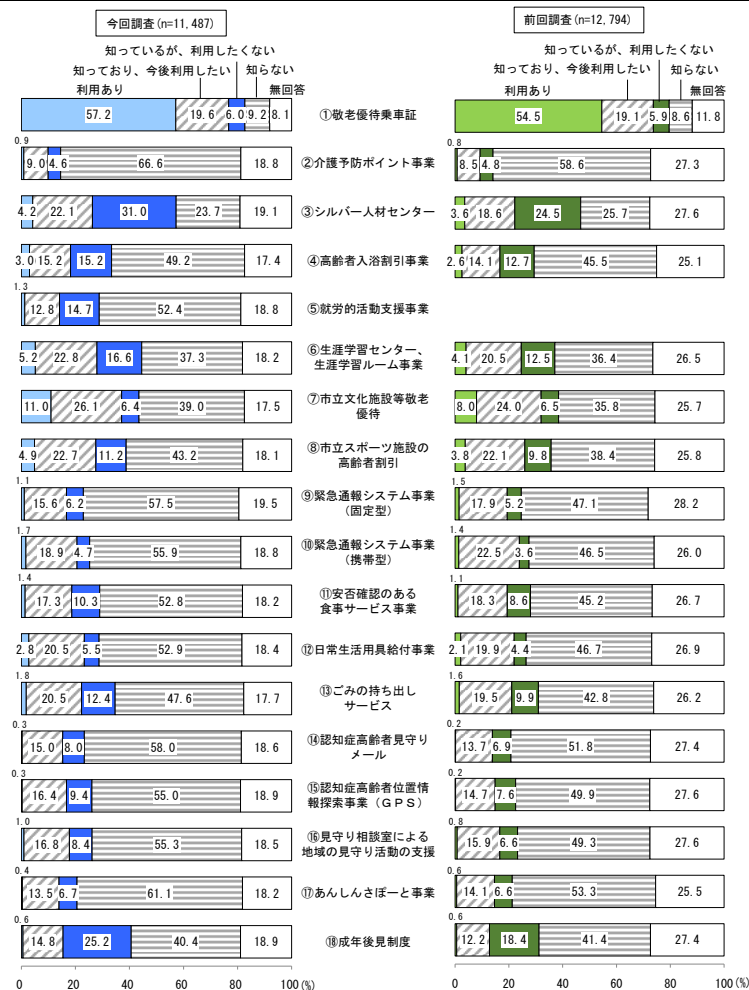 今回調査(n=11,487)
前回調査(n=12,794)
知っているが、利用したくない
知っており、今後利用したい
知らない
利用あり
無回答
知っているが、利用したくない
知っており、今後利用したい
知らない
利用あり
無回答
57.2 19.6 6.0 9.2 8.1
①敬老優待乗車証
54.5 19.1 5.9 8.6 11.8
0.9
9.0 4.6 66.6 18.8
②介護予防ポイント事業
0.8
8.5 4.8 58.6 27.3
4.2 22.1 31.0 23.7 19.1
③シルバー人材センター
3.6 18.6 24.5 25.7 27.6
3.0 15.2 15.2 49.2 17.4
④高齢者入浴割引事業
2.6 14.1 12.7 45.5 25.1
1.3
12.8 14.7 52.4 18.8
⑤就労的活動支援事業
5.2 22.8 16.6 37.3 18.2
⑥生涯学習センター、
生涯学習ルーム事業
4.1 20.5 12.5 36.4 26.5
11.0 26.1 6.4 39.0 17.5
⑦市立文化施設等敬老
優待
8.0 24.0 6.5 35.8 25.7
4.9 22.7 11.2 43.2 18.1
⑧市立スポーツ施設の
高齢者割引
3.8 22.1 9.8 38.4 25.8
1.1
15.6 6.2 57.5 19.5
⑨緊急通報システム事業
（固定型）
1.5
17.9 5.2 47.1 28.2
1.7
18.9 4.7 55.9 18.8
⑩緊急通報システム事業
（携帯型）
1.4
22.5 3.6 46.5 26.0
1.4
17.3 10.3 52.8 18.2
⑪安否確認のある
食事サービス事業
1.1
18.3 8.6 45.2 26.7
2.8 20.5 5.5 52.9 18.4
⑫日常生活用具給付事業
2.1 19.9 4.4 46.7 26.9
1.8
20.5 12.4 47.6 17.7
⑬ごみの持ち出し
サービス
1.6
19.5 9.9 42.8 26.2
0.3
15.0 8.0 58.0 18.6
⑭認知症高齢者見守り
メール
0.2
13.7 6.9 51.8 27.4
0.3
16.4 9.4 55.0 18.9
⑮認知症高齢者位置情
報探索事業（ＧＰＳ）
0.2
14.7 7.6 49.9 27.6
1.0
16.8 8.4 55.3 18.5
⑯見守り相談室による
地域の見守り活動の支援
0.8
15.9 6.6 49.3 27.6
0.4
13.5 6.7 61.1 18.2
⑰あんしんさぽーと事業
0.6
14.1 6.6 53.3 25.5
0.6
14.8 25.2 40.4 18.9
⑱成年後見制度
0.6
12.2 18.4 41.4 27.4
0 20 40 60 80 100 (%)
0 20 40 60 80 100 (%)